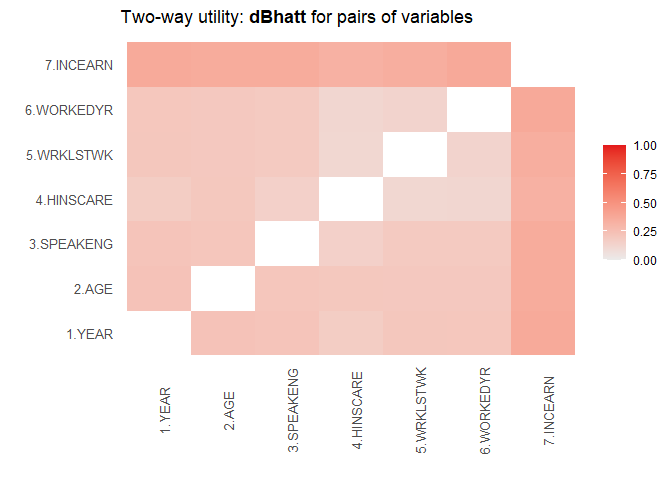 Two-way utility: dBhatt for pairs of variables
7.INCEARN
6.WORKEDYR
5.WRKLSTWK
4.HINSCARE
3.SPEAKENG
2.AGE
1.YEAR
1.00
0.75
0.50
0.25
0.00
1.YEAR
2.AGE
3.SPEAKENG
4.HINSCARE
5.WRKLSTWK
6.WORKEDYR
7.INCEARN